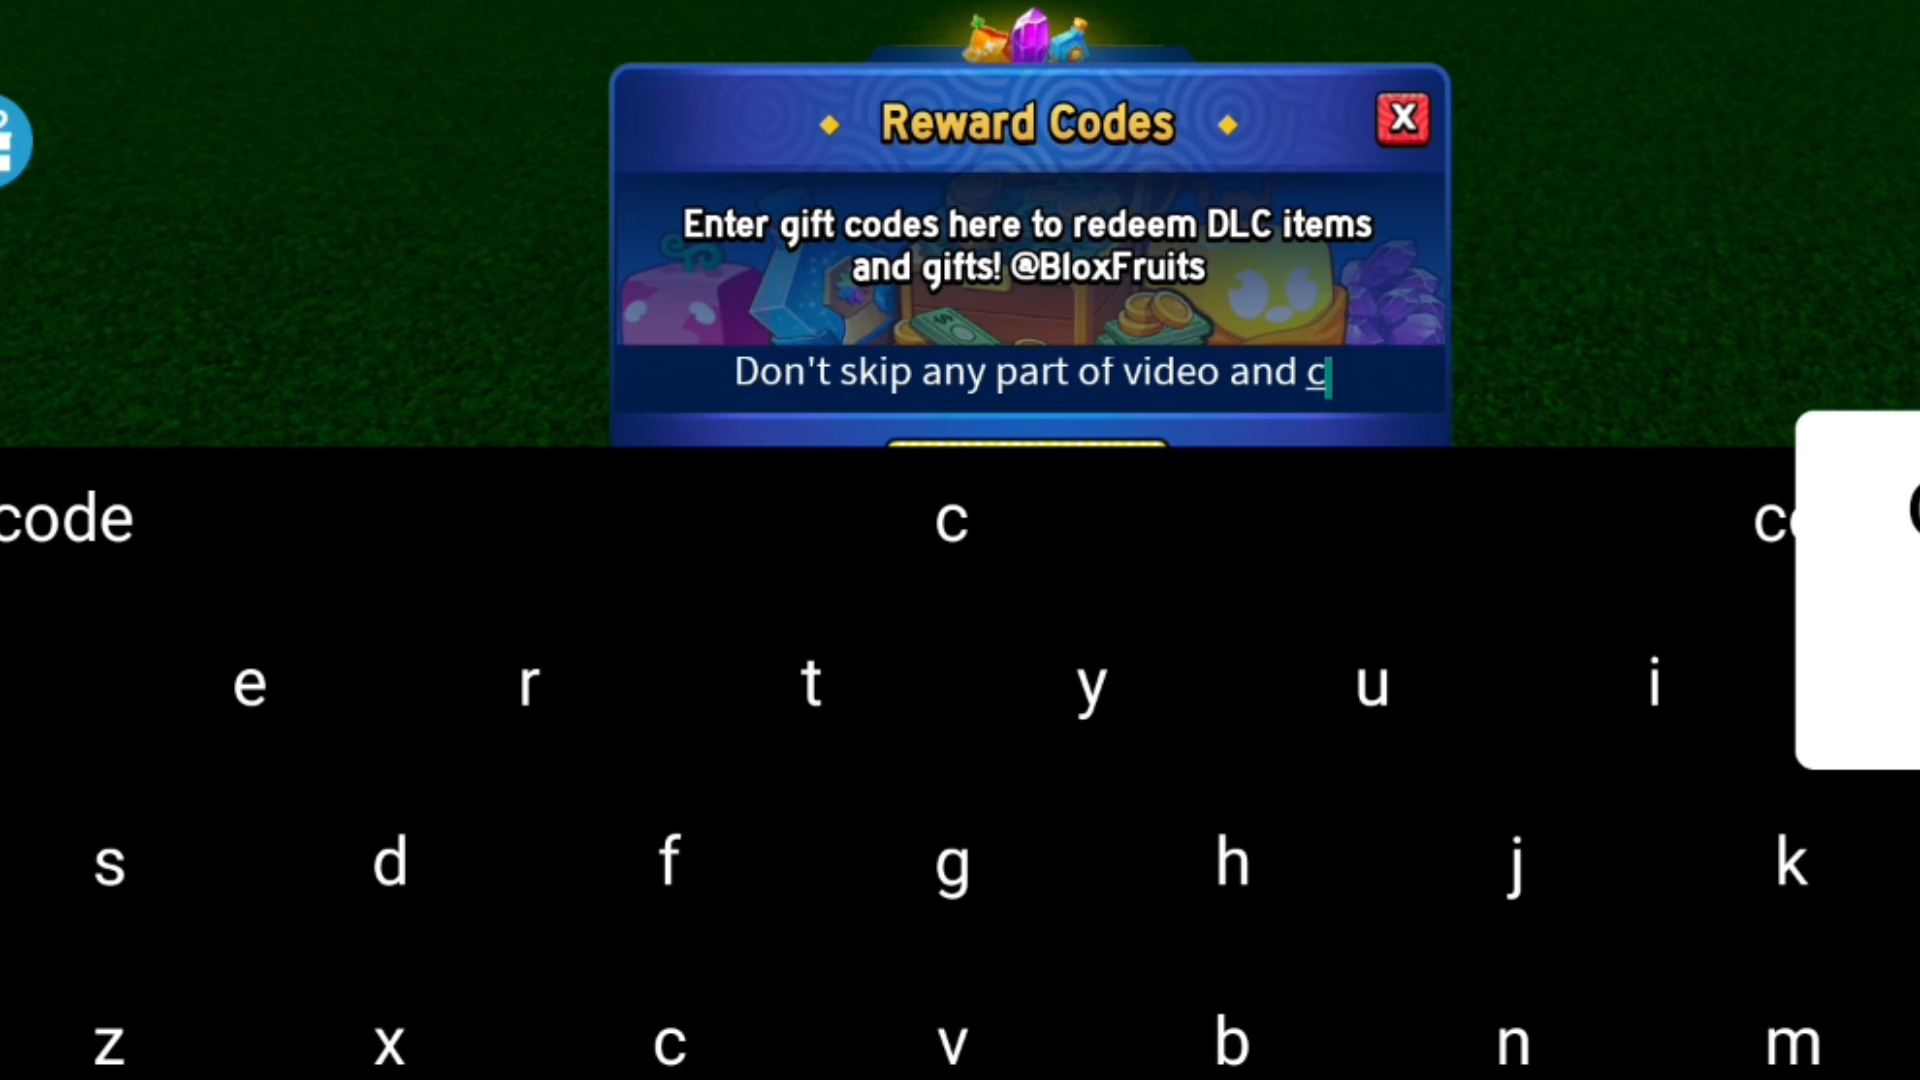 Reward Codes
X
Enter gift codes here to redeem DLC items
and gifts! @BloxFruits
Don't skip any part of video and c
code c
e r t y u i
s d f g h j k
z x c v b n m